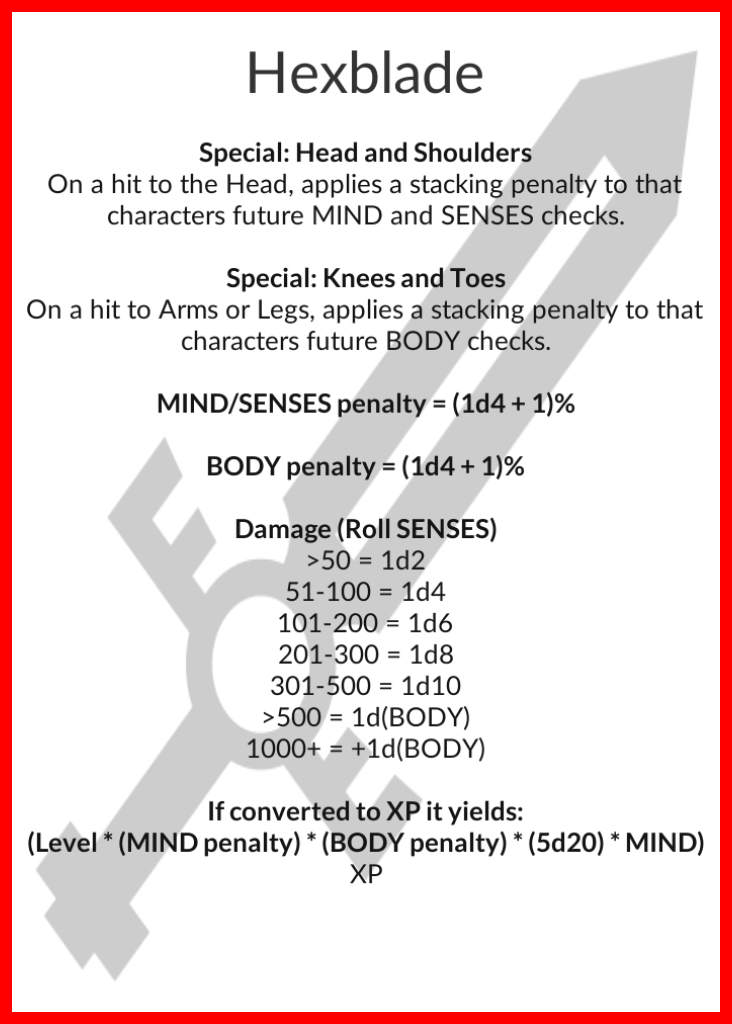 Hexblade
Special: Head and Shoulders
On a hit to the Head, applies a stacking penalty to that
characters future MIND and SENSES checks.
Special: Knees and Toes
On a hit to Arms or Legs, applies a stacking penalty to that
characters future BODY checks.
MIND/SENSES penalty = (1d4 + 1)%
BODY penalty = (1d4 + 1)%
Damage (Roll SENSES)
>50 = 1d2
51-100 = 1d4
101-200 = 1d6
201-300 = 1d8
301-500 = 1d10
>500 = 1d(BODY)
1000+ = +1d(BODY)
If converted to XP it yields:
(Level * (MIND penalty) * (BODY penalty) * (5d20) * MIND)
XP